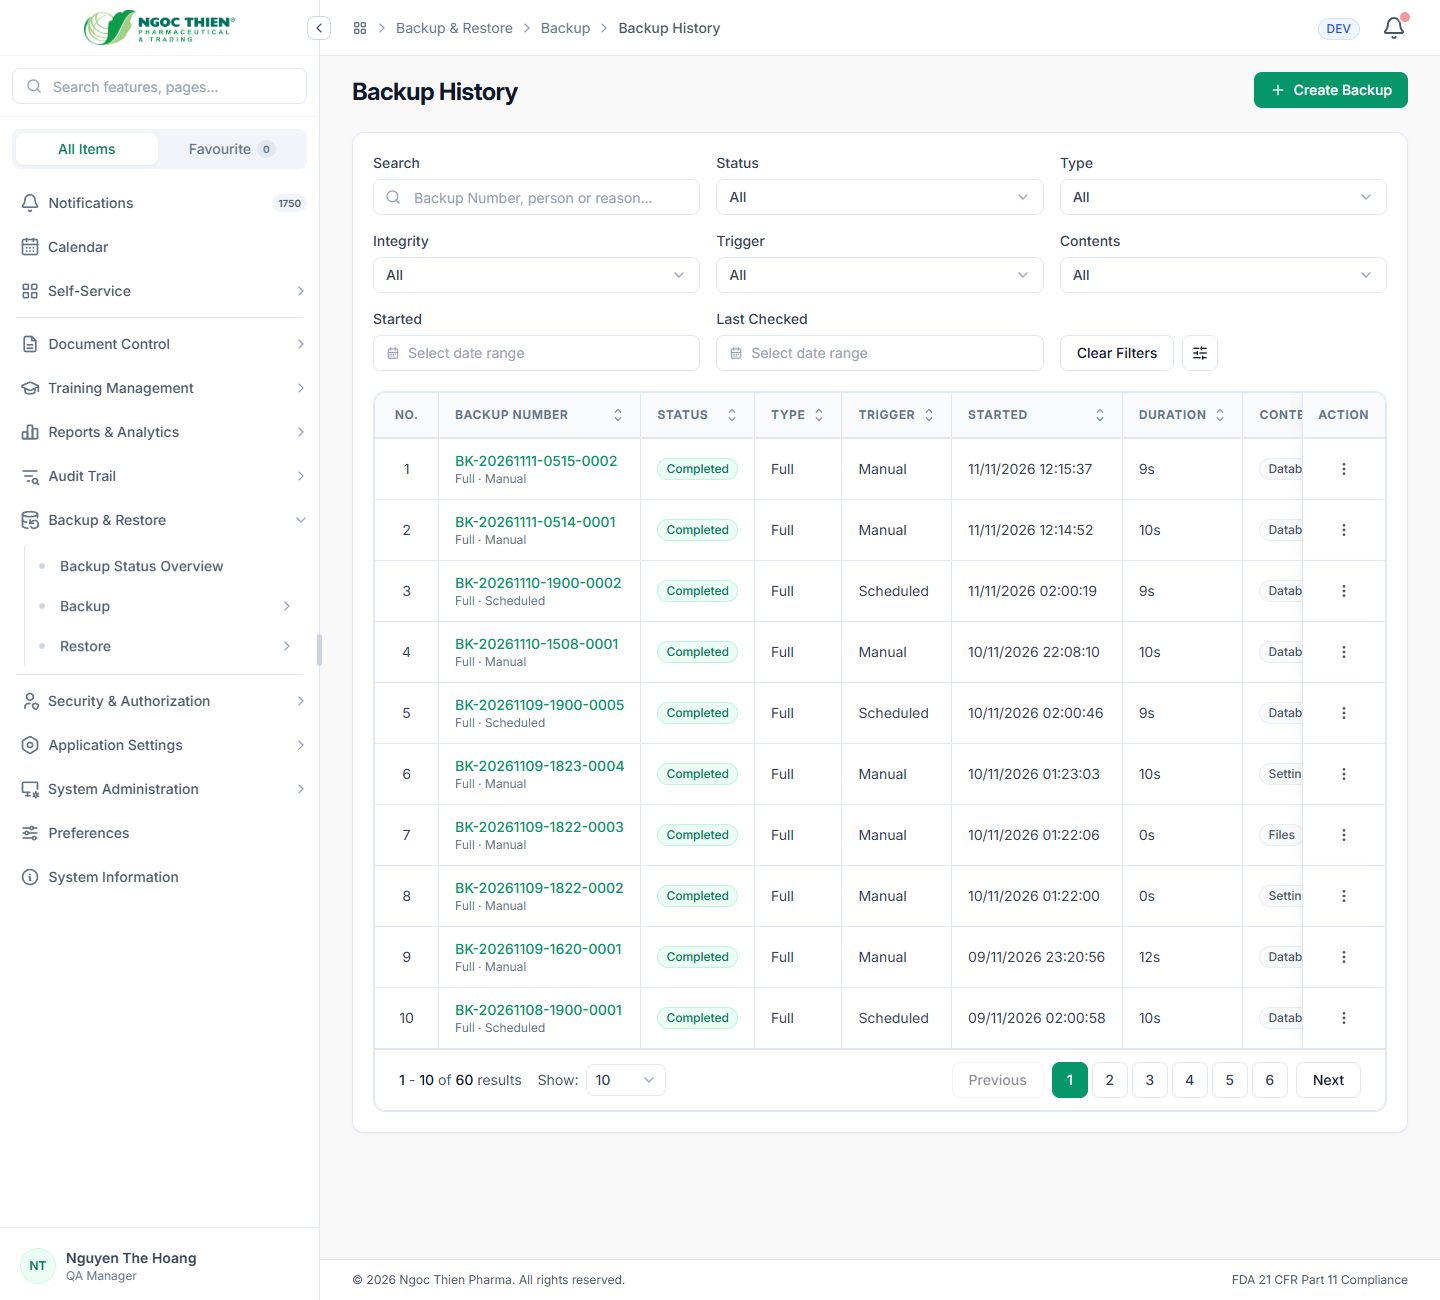 NGOC THIEN®
PHARMACEUTICAL
& TRADING
Search features, pages...
All Items
Favourite 0
Notifications 1750
Calendar
Self-Service
Document Control
Training Management
Reports & Analytics
Audit Trail
Backup & Restore
Backup Status Overview
Backup
Restore
Security & Authorization
Application Settings
System Administration
Preferences
System Information
NT
Nguyen The Hoang
QA Manager
Backup & Restore > Backup > Backup History
DEV
Backup History
+ Create Backup
Search
Backup Number, person or reason...
Status
All
Type
All
Integrity
All
Trigger
All
Contents
All
Started
Select date range
Last Checked
Select date range
Clear Filters
NO. BACKUP NUMBER STATUS TYPE TRIGGER STARTED DURATION CONTE ACTION
1 BK-20261111-0515-0002 Completed Full Manual 11/11/2026 12:15:37 9s Datab
Full · Manual
2 BK-20261111-0514-0001 Completed Full Manual 11/11/2026 12:14:52 10s Datab
Full · Manual
3 BK-20261110-1900-0002 Completed Full Scheduled 11/11/2026 02:00:19 9s Datab
Full · Scheduled
4 BK-20261110-1508-0001 Completed Full Manual 10/11/2026 22:08:10 10s Datab
Full · Manual
5 BK-20261109-1900-0005 Completed Full Scheduled 10/11/2026 02:00:46 9s Datab
Full · Scheduled
6 BK-20261109-1823-0004 Completed Full Manual 10/11/2026 01:23:03 10s Settin
Full · Manual
7 BK-20261109-1822-0003 Completed Full Manual 10/11/2026 01:22:06 0s Files
Full · Manual
8 BK-20261109-1822-0002 Completed Full Manual 10/11/2026 01:22:00 0s Settin
Full · Manual
9 BK-20261109-1620-0001 Completed Full Manual 09/11/2026 23:20:56 12s Datab
Full · Manual
10 BK-20261108-1900-0001 Completed Full Scheduled 09/11/2026 02:00:58 10s Datab
Full · Scheduled
1 - 10 of 60 results Show: 10 Previous 1 2 3 4 5 6 Next
© 2026 Ngoc Thien Pharma. All rights reserved.
FDA 21 CFR Part 11 Compliance